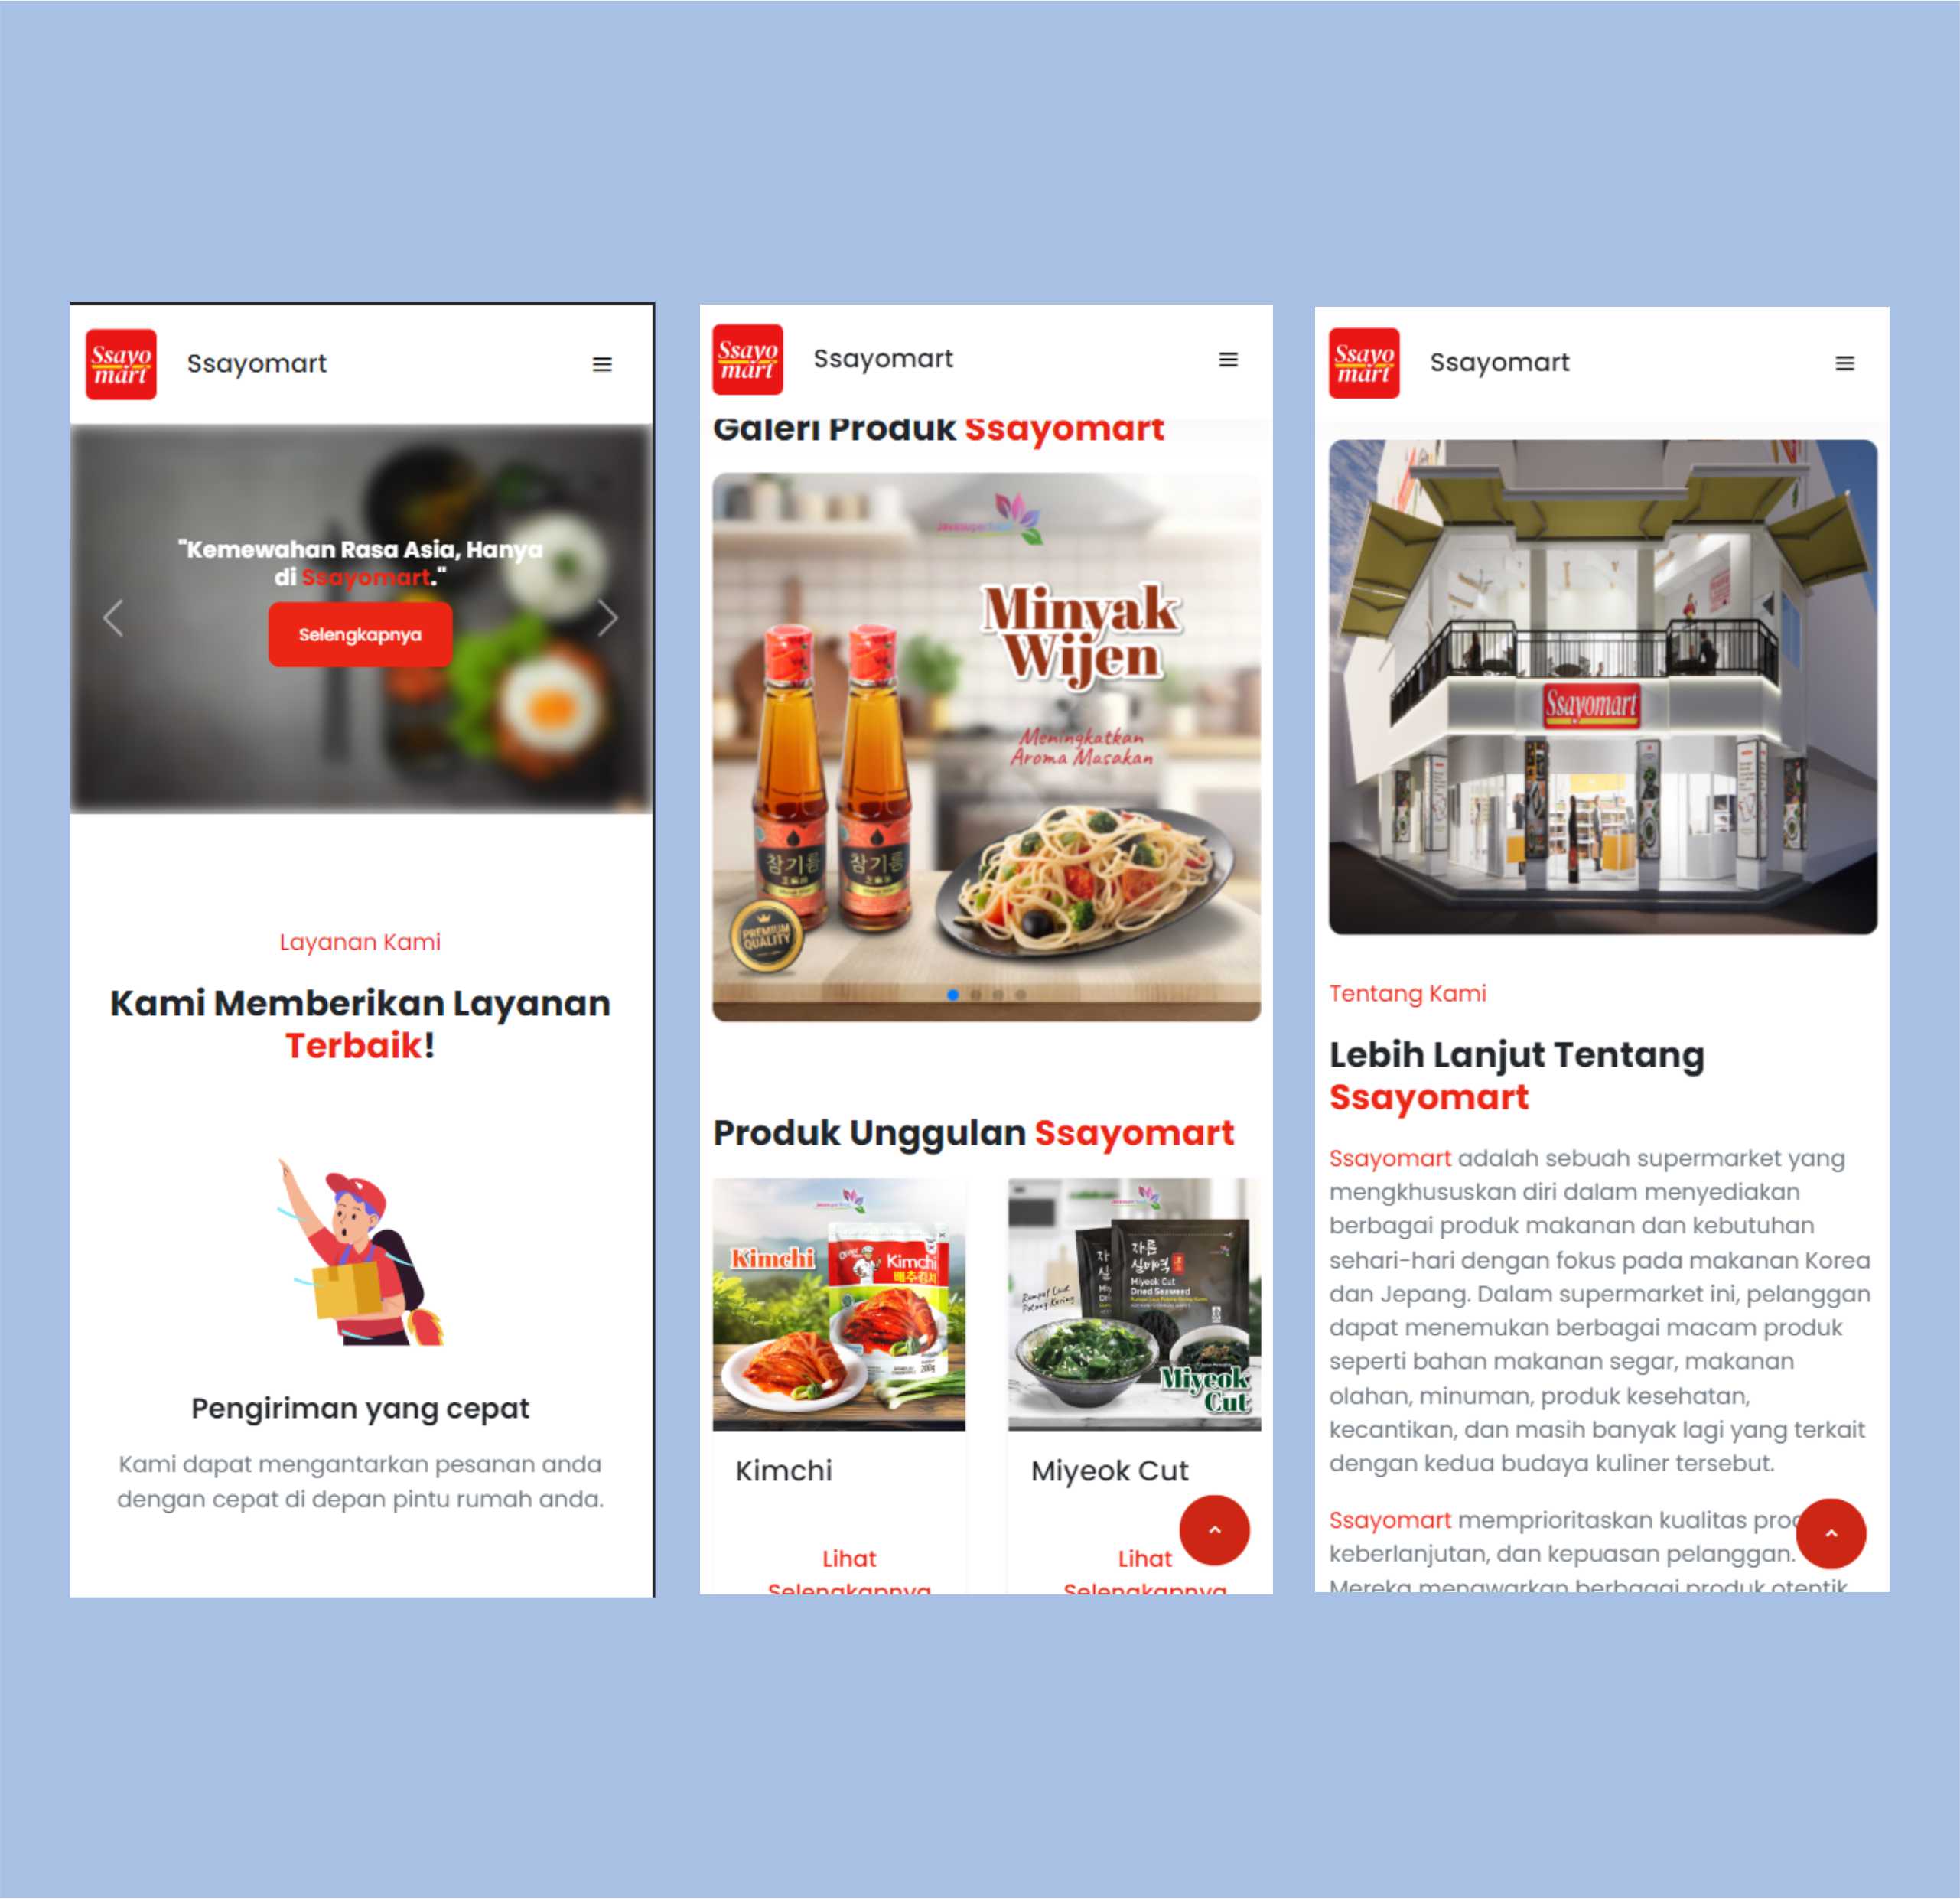 Ssayo
mart
Ssayomart
"Kemewahan Rasa Asia, Hanya
di Ssayomart."
Selengkapnya
Layanan Kami
Kami Memberikan Layanan
Terbaik!
Pengiriman yang cepat
Kami dapat mengantarkan pesanan anda
dengan cepat di depan pintu rumah anda.
Ssayo
mart
Ssayomart
Galeri Produk Ssayomart
Minyak
Wijen
Meningkatkan
Aroma Masakan
참기름
참기름
PREMIUM
QUALITY
Produk Unggulan Ssayomart
Kimchi
Kimchi
배추김치
200g
자른
실미역
Miyeok Cut
Dried Seaweed
Rumput Laut
Potong Kering
Miyeok
Cut
Kimchi
Miyeok Cut
Lihat
Selengkapnya
Lihat
Selengkapnya
Ssayo
mart
Ssayomart
Ssayomart
Tentang Kami
Lebih Lanjut Tentang
Ssayomart
Ssayomart adalah sebuah supermarket yang
mengkhususkan diri dalam menyediakan
berbagai produk makanan dan kebutuhan
sehari-hari dengan fokus pada makanan Korea
dan Jepang. Dalam supermarket ini, pelanggan
dapat menemukan berbagai macam produk
seperti bahan makanan segar, makanan
olahan, minuman, produk kesehatan,
kecantikan, dan masih banyak lagi yang terkait
dengan kedua budaya kuliner tersebut.
Ssayomart memprioritaskan kualitas
keberlanjutan, dan kepuasan pelanggan.
Mereka menawarkan berbagai produk otentik